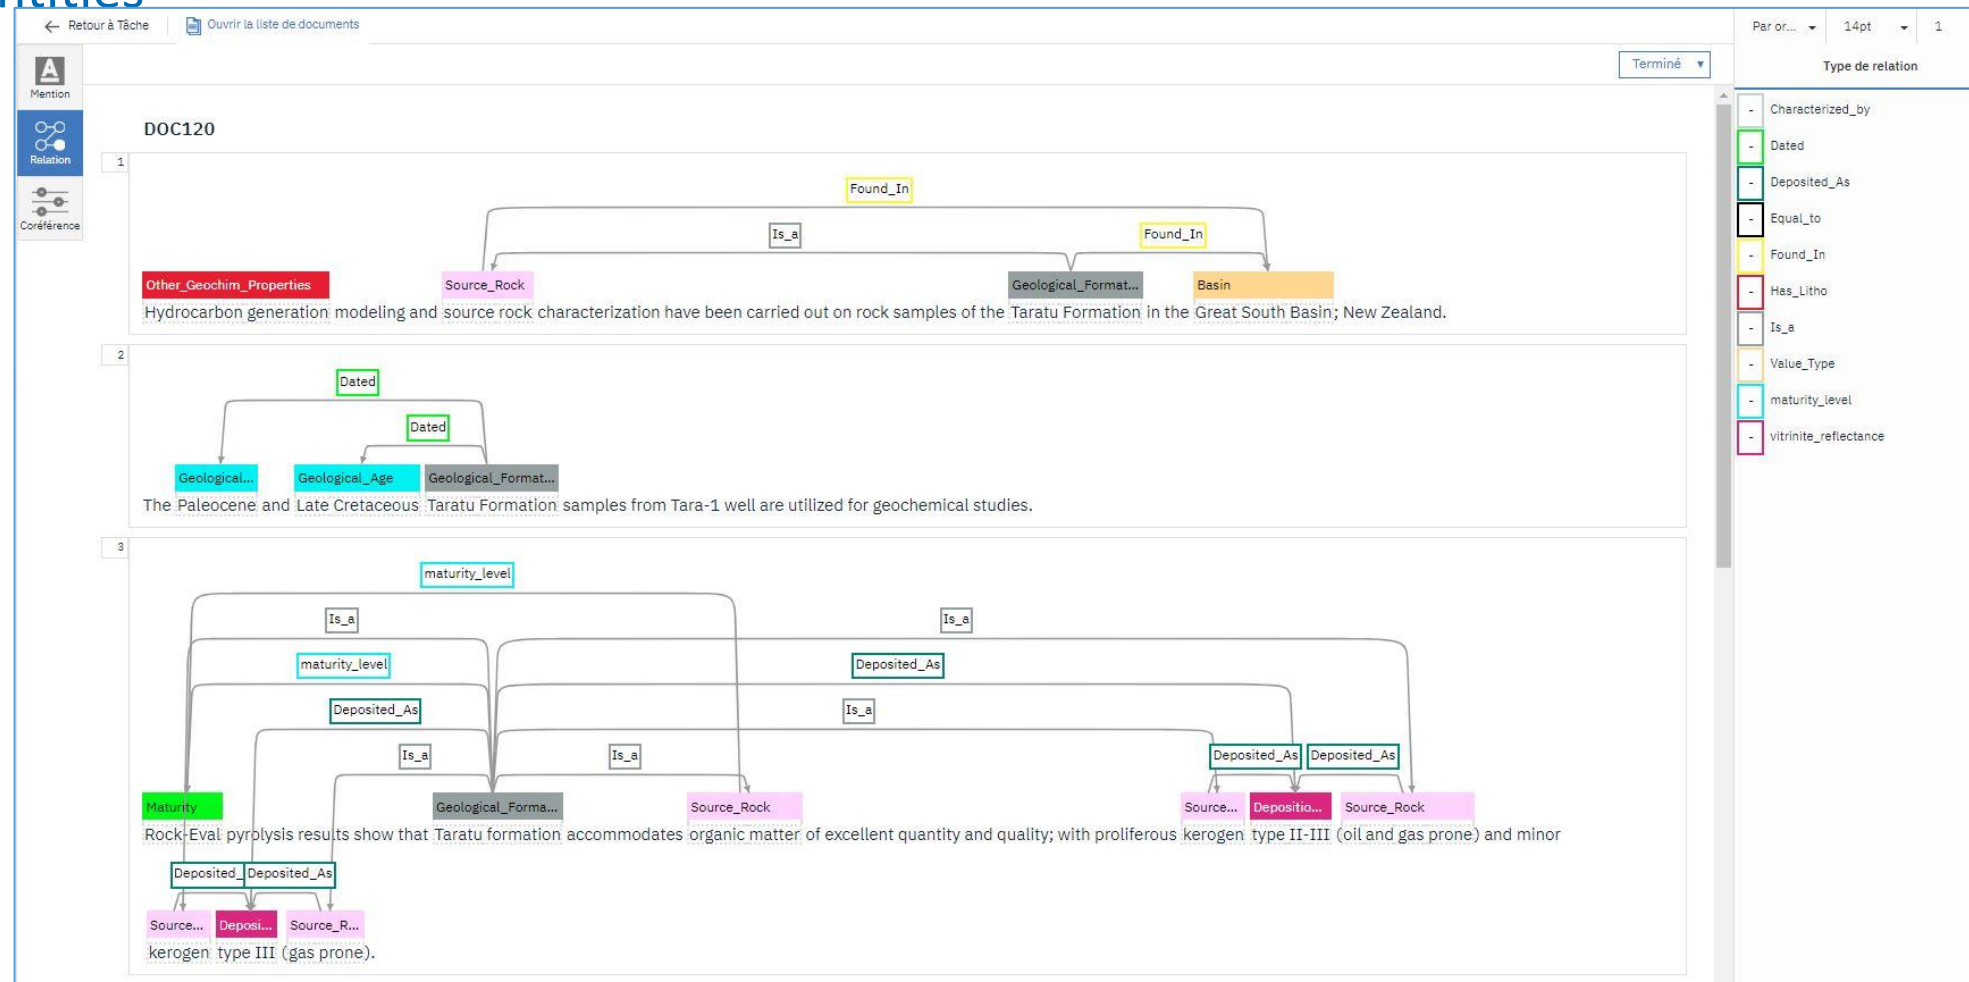 ← Retour à Tâche
Ouvrir la liste de documents
Par or... 14pt 1
Mention
Relation
Coréférence
Terminé
Type de relation
- Characterized_by
- Dated
- Deposited_As
- Equal_to
- Found_In
- Has_Litho
- Is_a
- Value_Type
- maturity_level
- vitrinite_reflectance
DOC120
1
Found_In
Is_a Found_In
Other_Geochim_Properties Source_Rock Geological_Format... Basin
Hydrocarbon generation modeling and source rock characterization have been carried out on rock samples of the Taratu Formation in the Great South Basin; New Zealand.
2
Dated
Dated
Geological... Geological_Age Geological_Format...
The Paleocene and Late Cretaceous Taratu Formation samples from Tara-1 well are utilized for geochemical studies.
3
maturity_level
Is_a Is_a
maturity_level Deposited_As
Deposited_As Is_a
Is_a Is_a Deposited_As Deposited_As
Maturity Geological_Forma... Source_Rock Source... Depositio... Source_Rock
Rock-Eval pyrolysis results show that Taratu formation accommodates organic matter of excellent quantity and quality; with proliferous kerogen type II-III (oil and gas prone) and minor
Deposited_ Deposited_As
Source... Deposi... Source_R...
kerogen type III (gas prone).